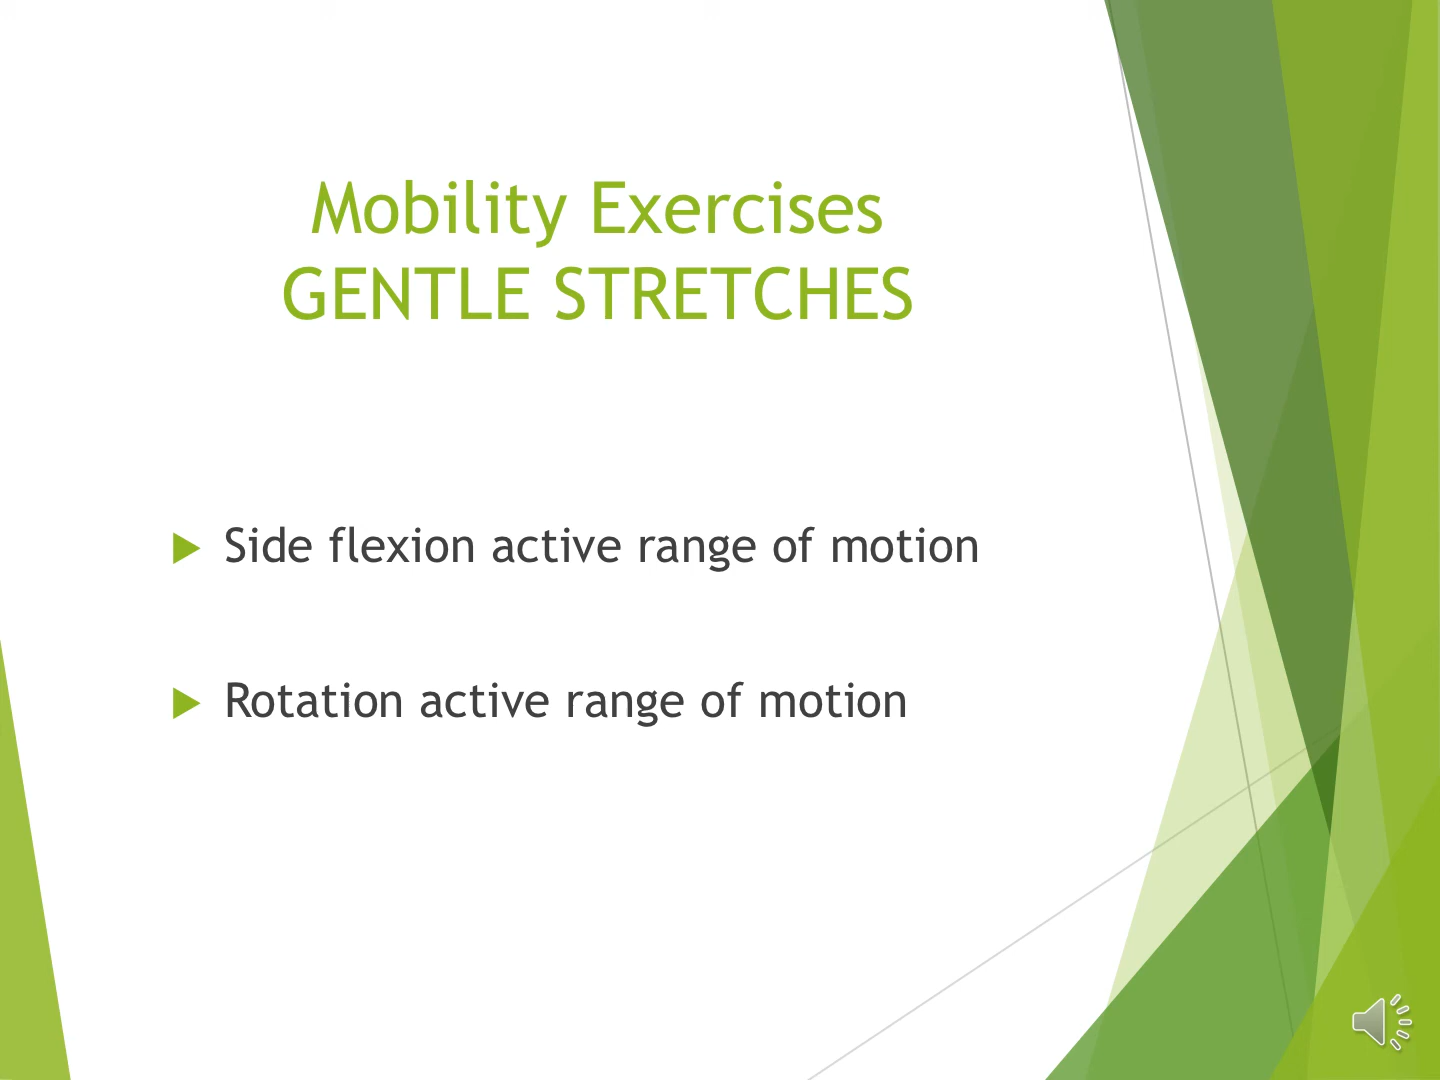 Mobility Exercises
GENTLE STRETCHES
Side flexion active range of motion
Rotation active range of motion